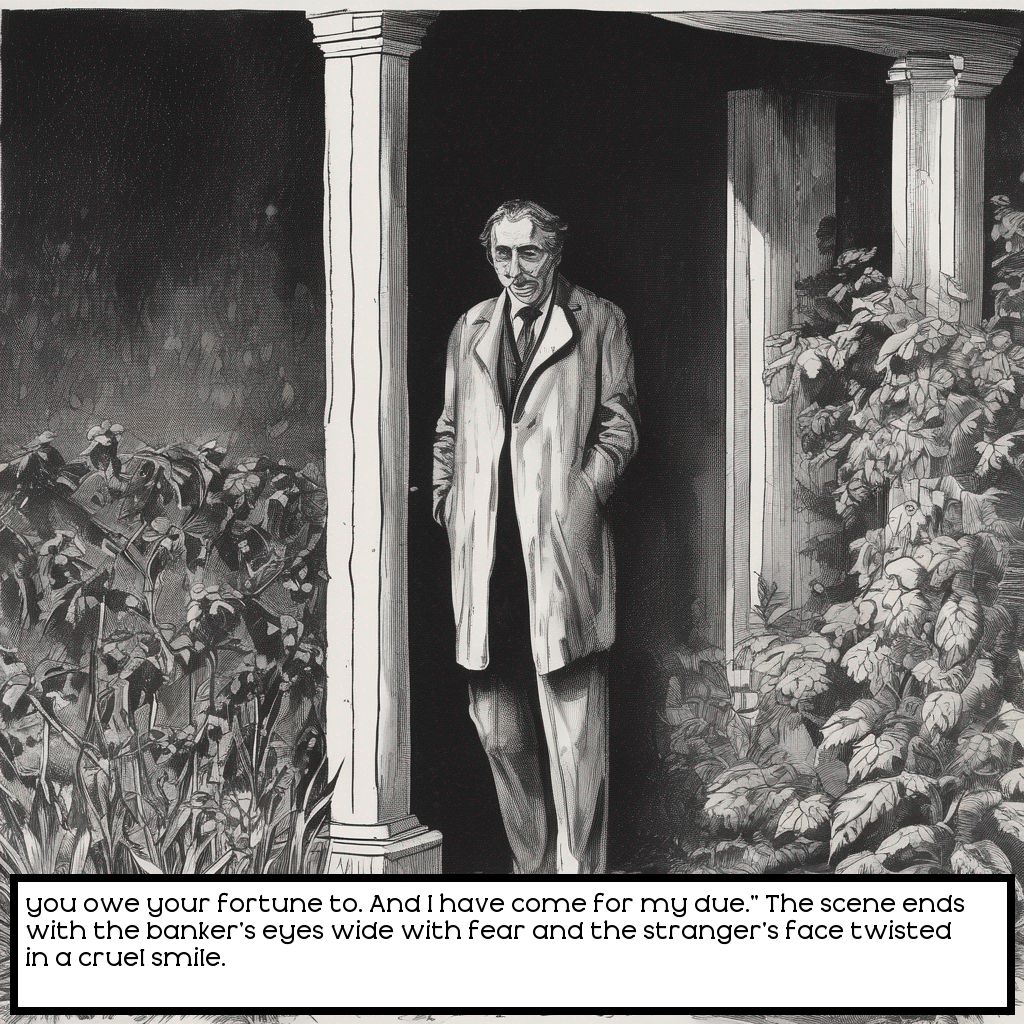 you owe your fortune to. And I have come for my due." The scene ends
with the banker's eyes wide with fear and the stranger's face twisted
in a cruel smile.